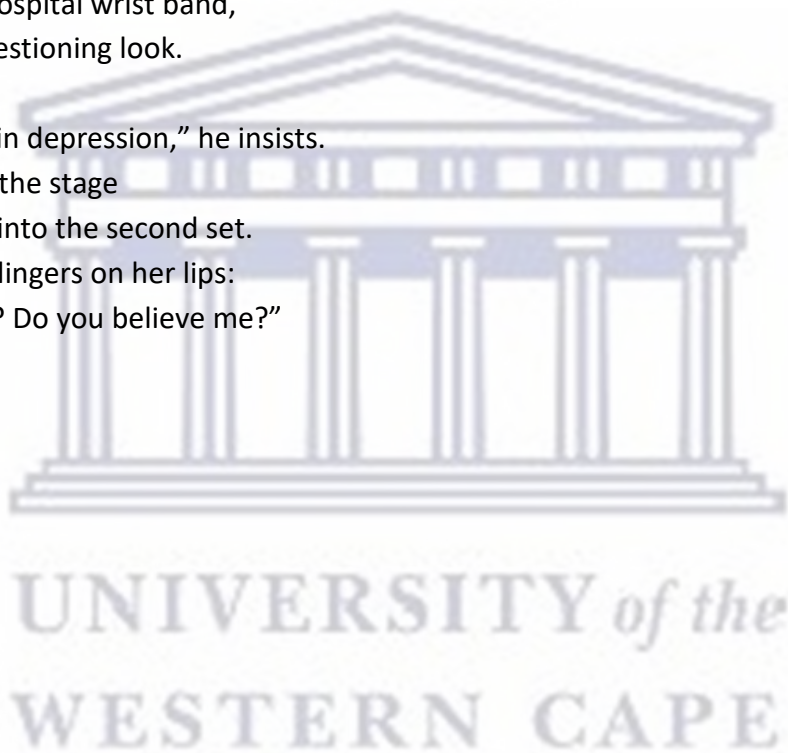 ospital wrist band,
estioning look.
in depression,” he insists.
the stage
into the second set.
lingers on her lips:
? Do you believe me?”
UNIVERSITY of the
WESTERN CAPE